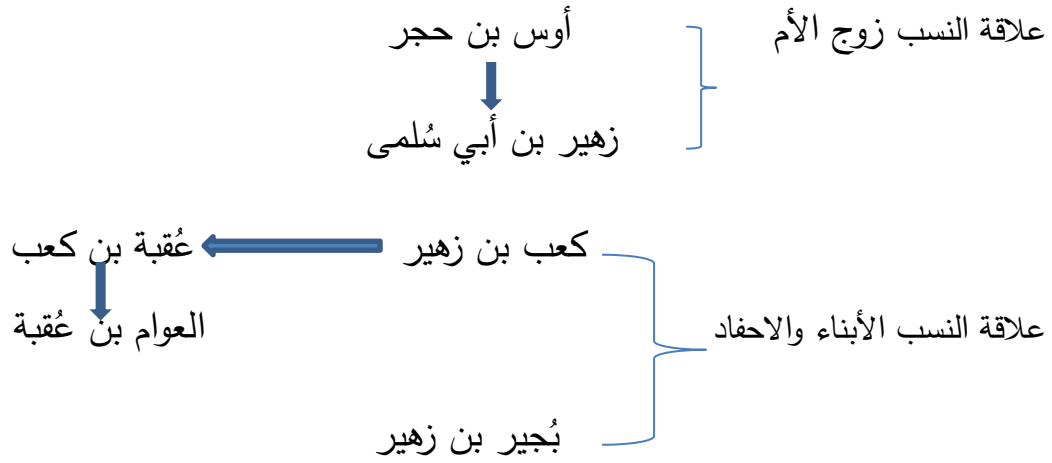 علاقة النسب زوج الأم
أوس بن حجر
زهير بن أبي سُلمى
كعب بن زهير
عُقبة بن كعب
علاقة النسب الأبناء والاحفاد
العوام بن عُقبة
بُجير بن زهير